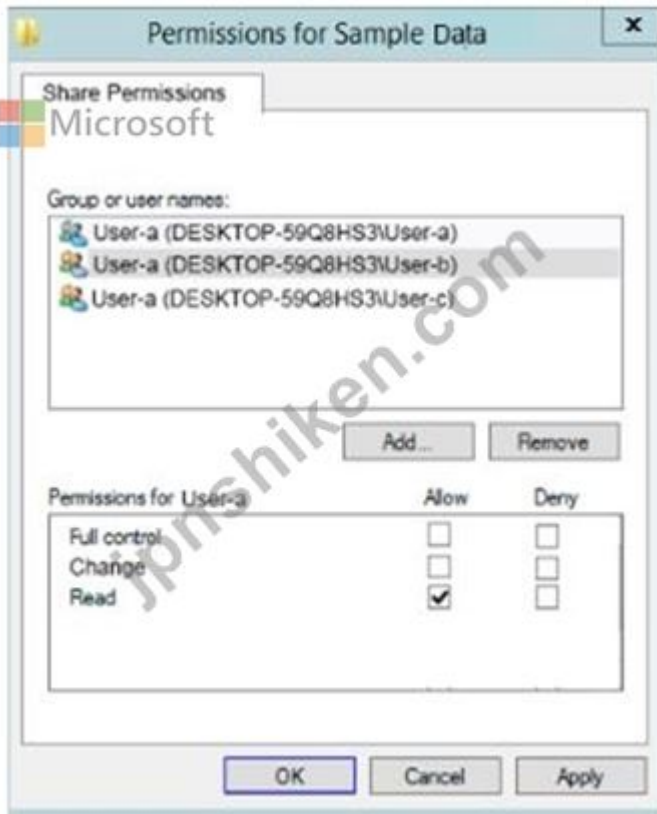 Permissions for Sample Data
x
Share Permissions
Microsoft
Group or user names:
User-a (DESKTOP-59Q8HS3\User-a)
User-a (DESKTOP-59Q8HS3\User-b)
User-a (DESKTOP-59Q8HS3\User-c)
Add...
Remove
Permissions for User-a
Allow
Deny
Full control
Change
Read
OK
Cancel
Apply
jpnshiken.com